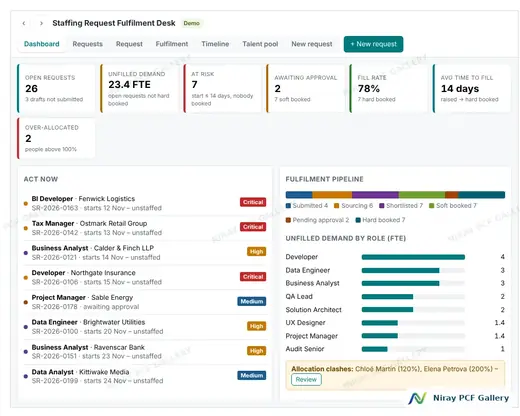 Staffing Request Fulfilment Desk Demo
Dashboard Requests Request Fulfilment Timeline Talent pool New request + New request
OPEN REQUESTS
26
3 drafts not submitted
UNFILLED DEMAND
23.4 FTE
open requests not hard
booked
AT RISK
7
start ≤ 14 days, nobody
booked
AWAITING APPROVAL
2
7 soft booked
FILL RATE
78%
7 hard booked
AVG TIME TO FILL
14 days
raised → hard booked
OVER-ALLOCATED
2
people above 100%
ACT NOW
BI Developer · Fenwick Logistics
SR-2026-0163 · starts 12 Nov – unstaffed
Critical
Tax Manager · Ostmark Retail Group
SR-2026-0142 · starts 13 Nov – unstaffed
Critical
Business Analyst · Calder & Finch LLP
SR-2026-0121 · starts 14 Nov – unstaffed
High
Developer · Northgate Insurance
SR-2026-0106 · starts 15 Nov – unstaffed
Critical
Project Manager · Sable Energy
SR-2026-0178 · awaiting approval
Medium
Data Engineer · Brightwater Utilities
SR-2026-0100 · starts 20 Nov – unstaffed
High
Business Analyst · Ravenscar Bank
SR-2026-0151 · starts 23 Nov – unstaffed
High
Data Analyst · Kittiwake Media
SR-2026-0199 · starts 24 Nov – unstaffed
Medium
FULFILMENT PIPELINE
Submitted 4 Sourcing 6 Shortlisted 7 Soft booked 7
Pending approval 2 Hard booked 7
UNFILLED DEMAND BY ROLE (FTE)
Developer 4
Data Engineer 3
Business Analyst 3
QA Lead 2
Solution Architect 2
UX Designer 1.4
Project Manager 1.4
Audit Senior 1
Allocation clashes: Chloé Martin (120%), Elena Petrova (200%) –
Review
Niray PCF Gallery